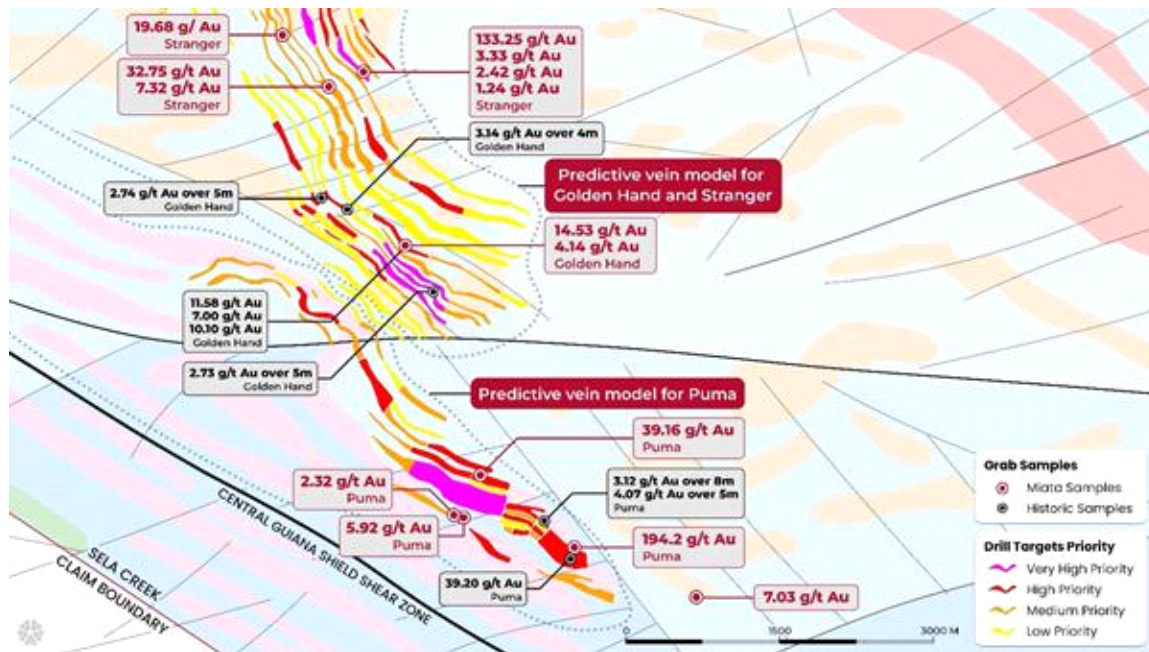 19.68 g/ Au
Stranger
32.75 g/t Au
7.32 g/t Au
Stranger
133.25 g/t Au
3.33 g/t Au
2.42 g/t Au
1.24 g/t Au
Stranger
3.14 g/t Au over 4m
Golden Hand
Predictive vein model for
Golden Hand and Stranger
2.74 g/t Au over 5m
Golden Hand
14.53 g/t Au
4.14 g/t Au
Golden Hand
11.58 g/t Au
7.00 g/t Au
10.10 g/t Au
Golden Hand
2.73 g/t Au over 5m
Golden Hand
Predictive vein model for Puma
39.16 g/t Au
Puma
2.32 g/t Au
Puma
3.12 g/t Au over 8m
4.07 g/t Au over 5m
Puma
5.92 g/t Au
Puma
194.2 g/t Au
Puma
39.20 g/t Au
Puma
7.03 g/t Au
CENTRAL GUIANA SHIELD SHEAR ZONE
SELA CREEK
CLAIM BOUNDARY
Grab Samples
Miata Samples
Historic Samples
Drill Targets Priority
Very High Priority
High Priority
Medium Priority
Low Priority
0 1500 3000 M